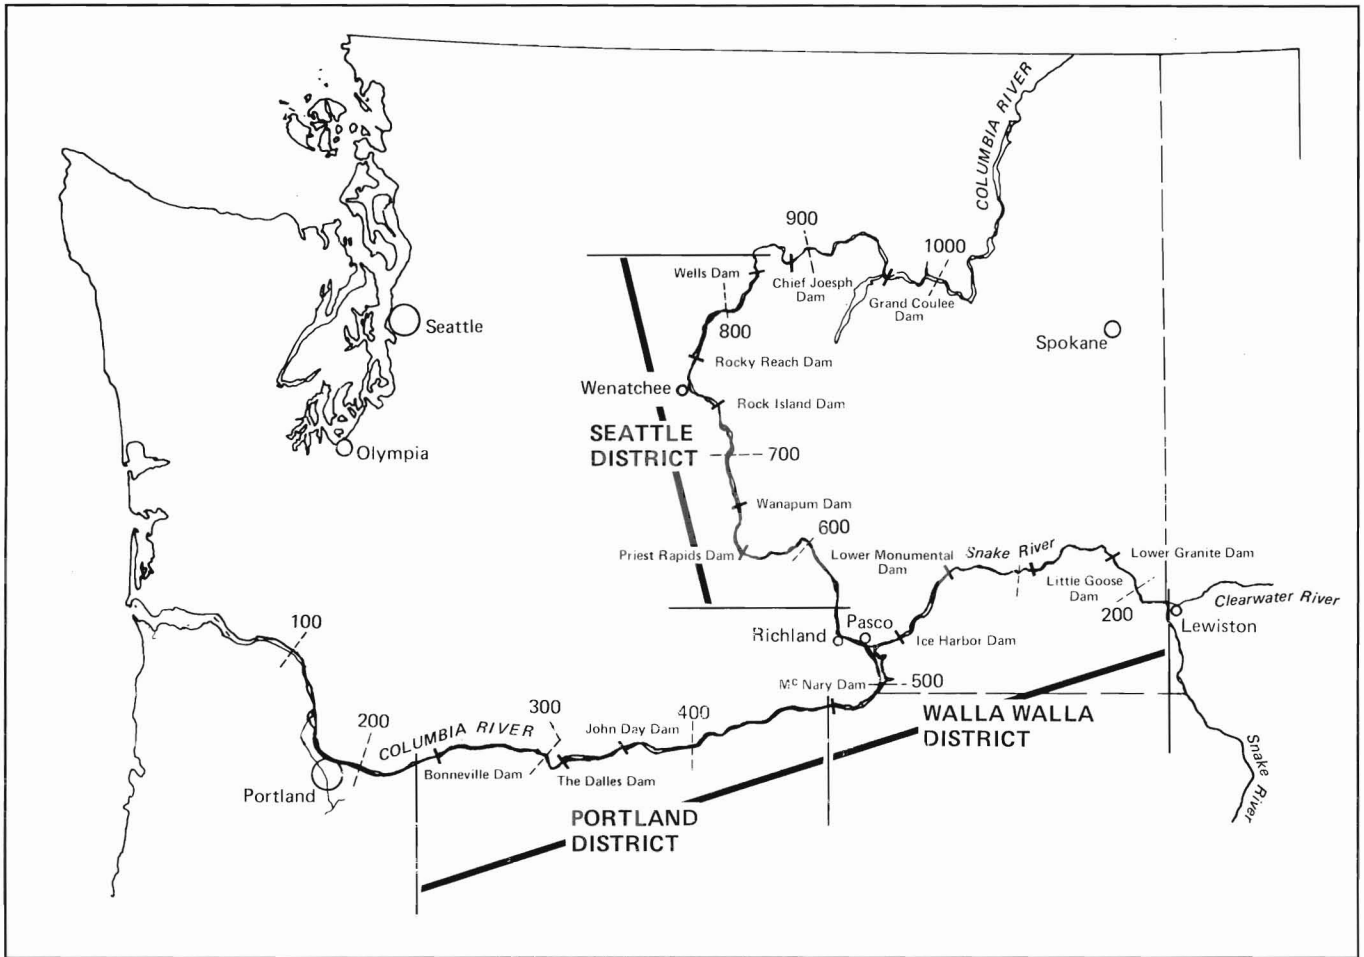 COLUMBIA RIVER
900
1000
Wells Dam
Chief Joesph
Dam
Grand Coulee
Dam
800
Seattle
Spokane
Rocky Reach Dam
Wenatchee
Rock Island Dam
SEATTLE
DISTRICT
700
Olympia
Wanapum Dam
600
Priest Rapids Dam
Lower Monumental
Dam
Snake River
Lower Granite Dam
Little Goose
Dam
200
Clearwater River
Lewiston
100
Richland
Pasco
Ice Harbor Dam
Mc Nary Dam
500
WALLA WALLA
DISTRICT
200
COLUMBIA RIVER
300
John Day Dam
400
Bonneville Dam
The Dalles Dam
Portland
PORTLAND
DISTRICT
Snake
River